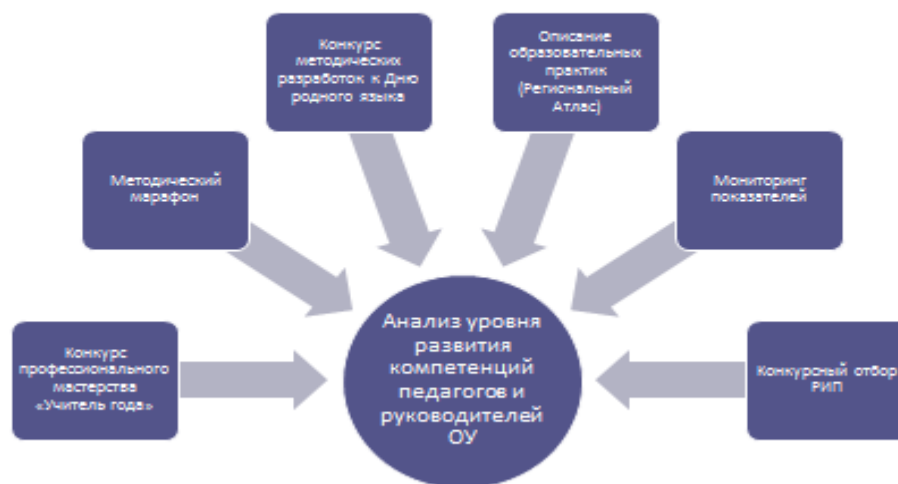 Конкурс
методических
разработок к Дню
родного языка
Описание
образовательных
практик
(Региональный
Атлас)
Методический
марафон
Мониторинг
показателей
Конкурс
профессионального
мастерства
«Учитель года»
Анализ уровня
развития
компетенций
педагогов и
руководителей
ОУ
Конкурсный отбор
РИП